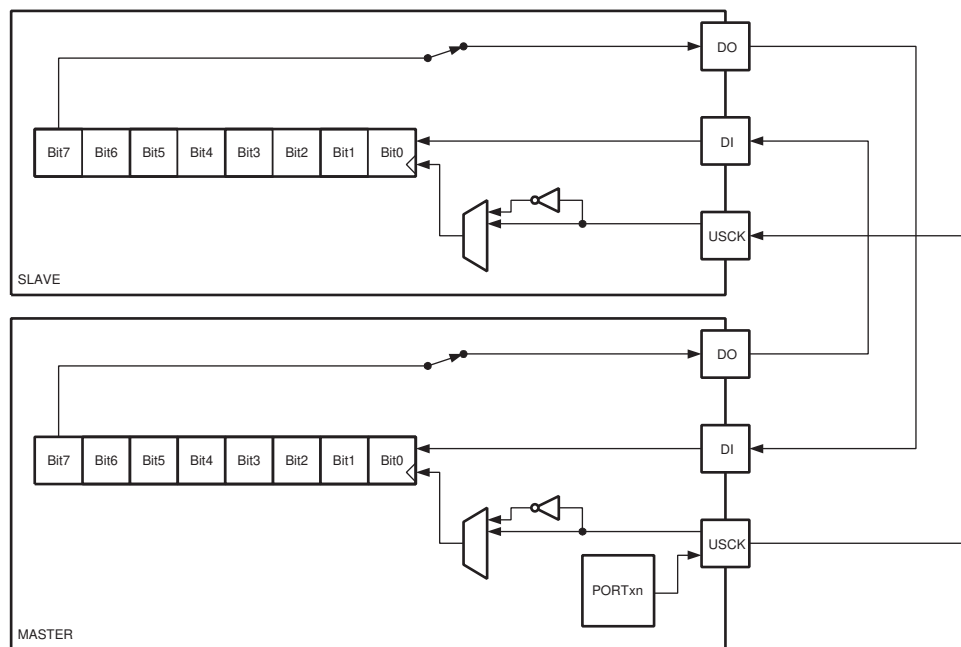 DO
Bit7 Bit6 Bit5 Bit4 Bit3 Bit2 Bit1 Bit0
DI
USCK
SLAVE
DO
Bit7 Bit6 Bit5 Bit4 Bit3 Bit2 Bit1 Bit0
DI
USCK
PORTxn
MASTER